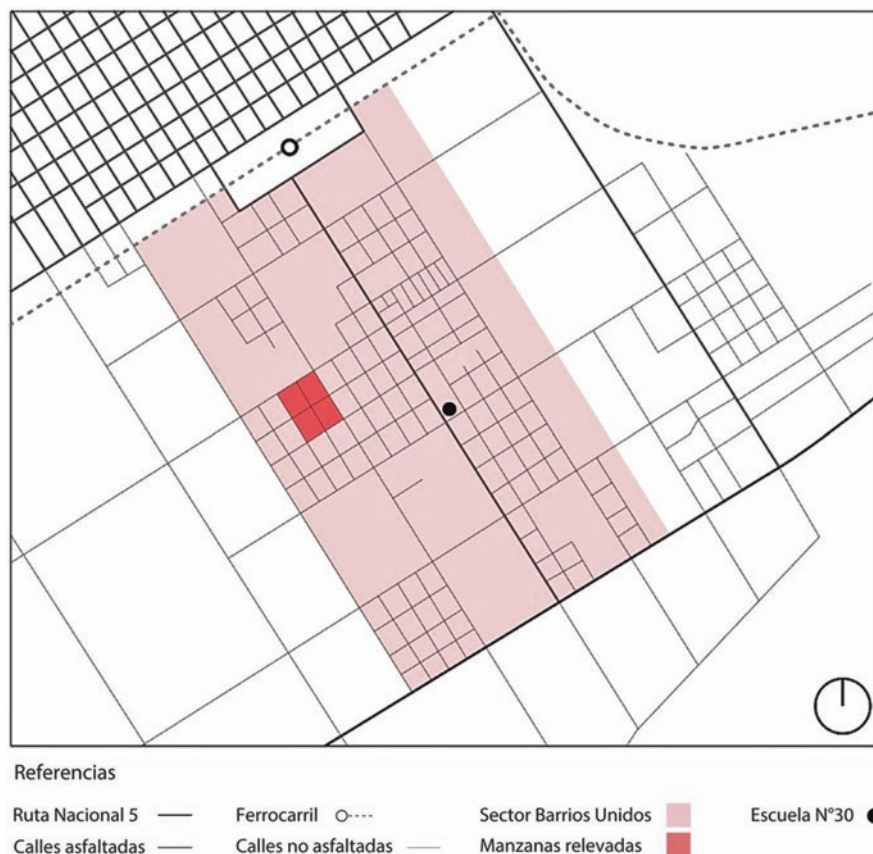 Referencias
Ruta Nacional 5 Ferrocarril Sector Barrios Unidos Escuela N°30
Calles asfaltadas Calles no asfaltadas Manzanas relevadas